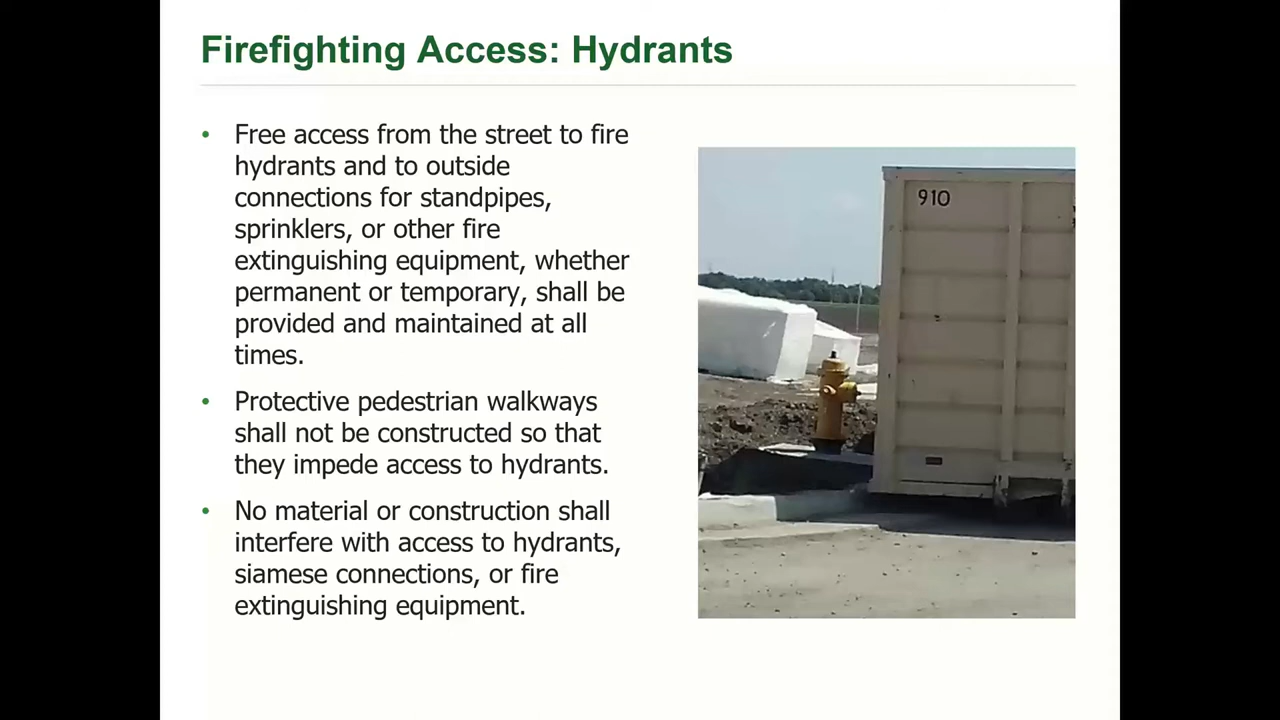 Firefighting Access: Hydrants
• Free access from the street to fire
hydrants and to outside
connections for standpipes,
sprinklers, or other fire
extinguishing equipment, whether
permanent or temporary, shall be
provided and maintained at all
times.
• Protective pedestrian walkways
shall not be constructed so that
they impede access to hydrants.
• No material or construction shall
interfere with access to hydrants,
siamese connections, or fire
extinguishing equipment.
910